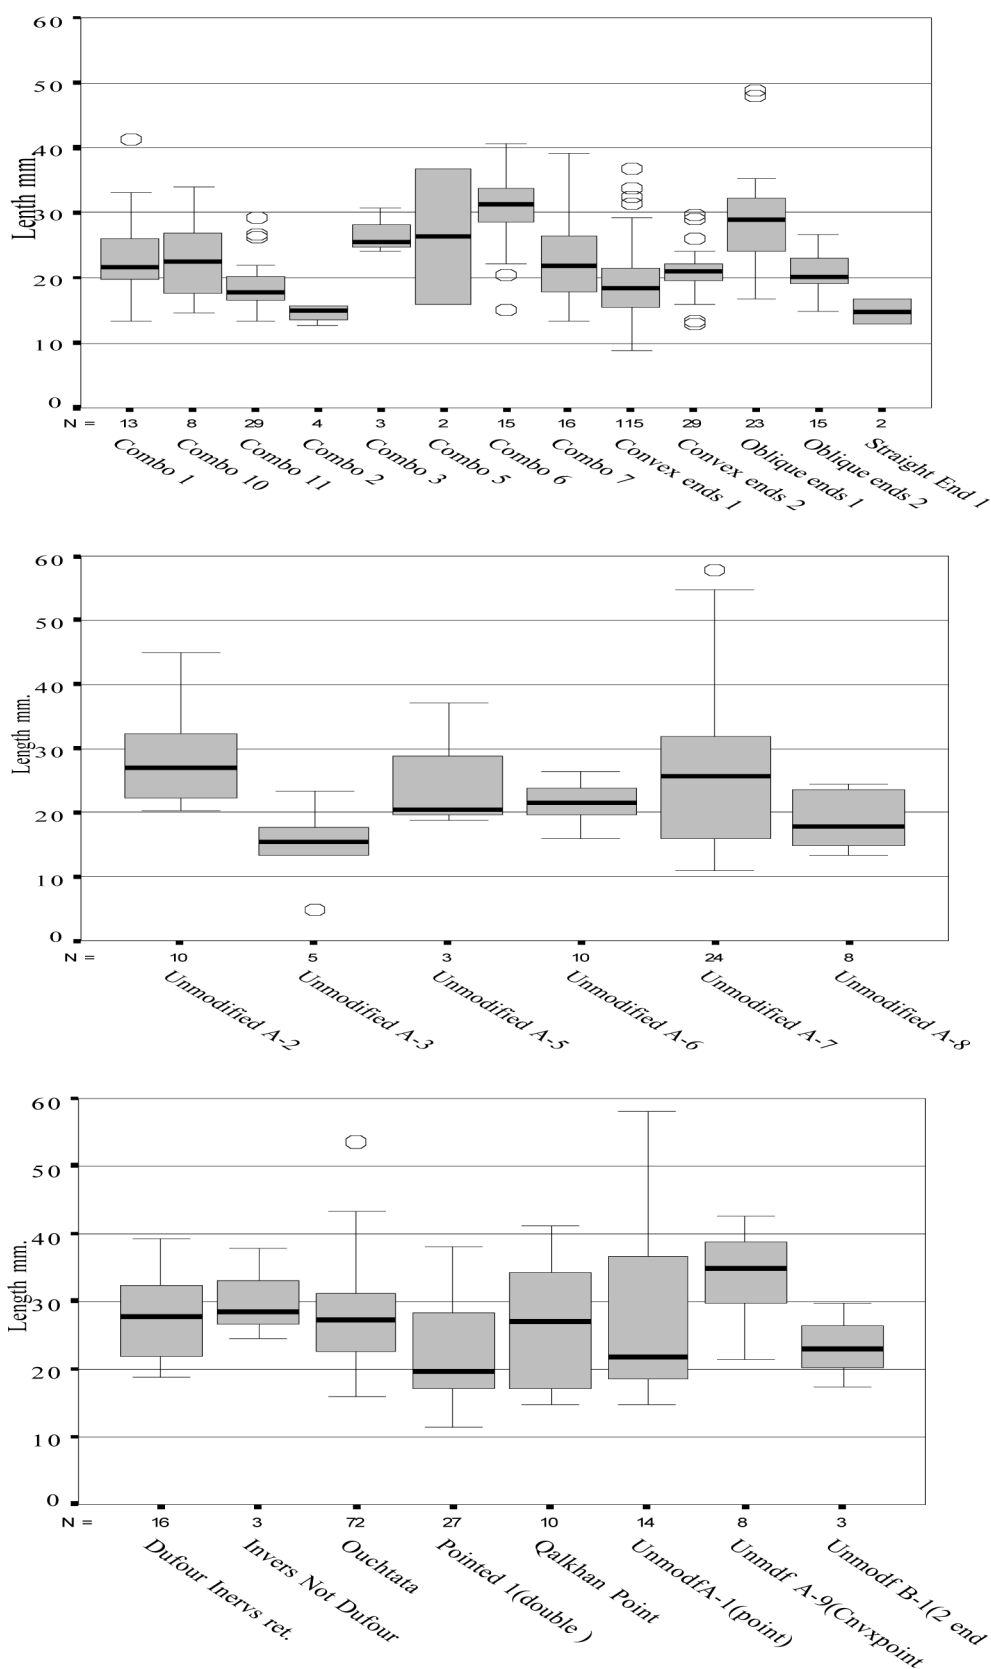 60
50
40
30
20
10
0
Lenth mm.
N = 13 8 29 4 3 2 15 16 115 29 23 15 2
Combo 1
Combo 10
Combo 11
Combo 2
Combo 3
Combo 5
Combo 6
Combo 7
Convex ends 1
Convex ends 2
Oblique ends 1
Oblique ends 2
Straight End 1
60
50
40
30
20
10
0
Length mm.
N = 10 5 3 10 24 8
Unmodified A-2
Unmodified A-3
Unmodified A-5
Unmodified A-6
Unmodified A-7
Unmodified A-8
60
50
40
30
20
10
0
Length mm.
N = 16 3 72 27 10 14 8 3
Dufour Inervs ret.
Invers Not Dufour
Ouchtata
Pointed 1(double )
Qalkhan Point
UnmodfA-1(point)
Unmdf A-9(Cnvxpoint
Unmodf B-1(2 end